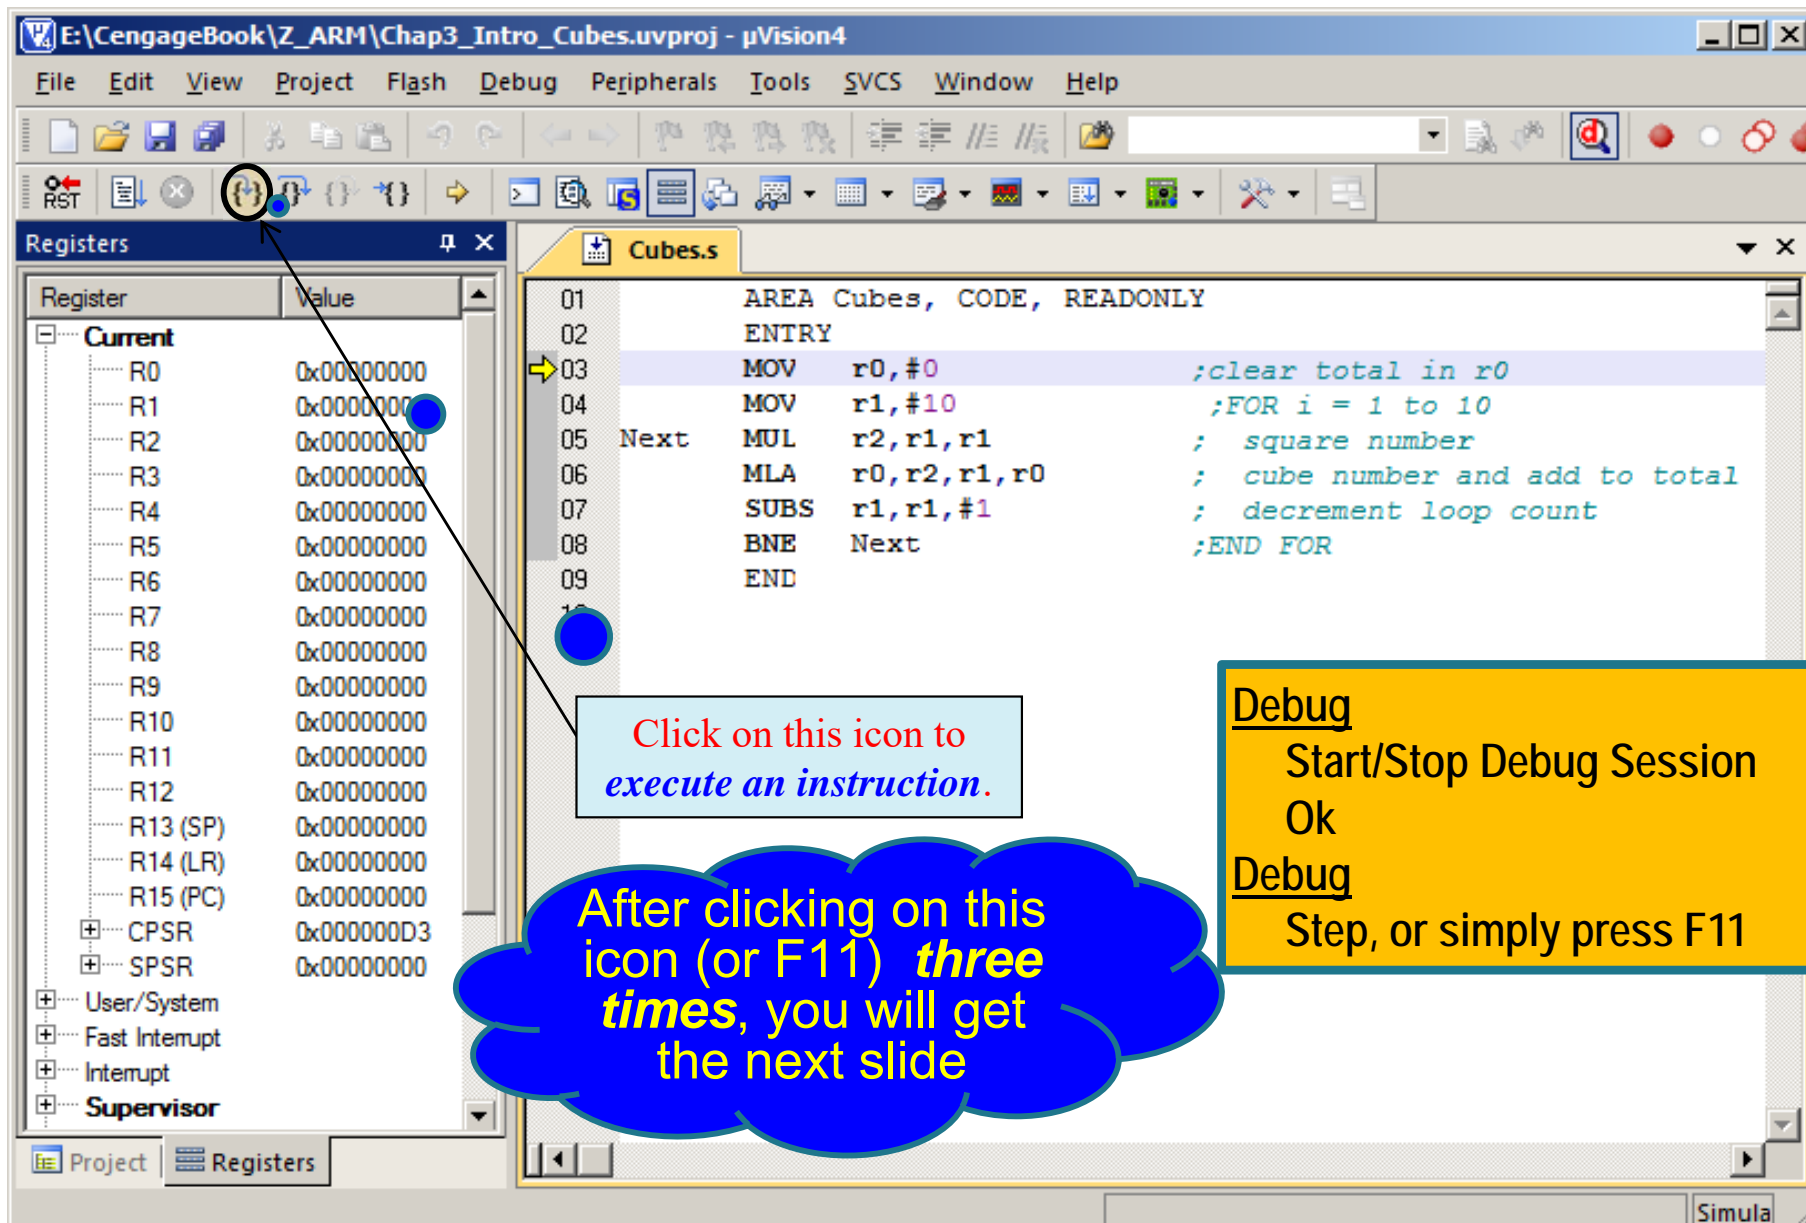 E:\CengageBook\Z_ARM\Chap3_Intro_Cubes.uvproj - µVision4
File Edit View Project Flash Debug Peripherals Tools SVCS Window Help
RST
Registers
Cubes.s
Register Value
Current
R0 0x00000000
R1
R2 0x00000000
R3 0x00000000
R4 0x00000000
R5 0x00000000
R6 0x00000000
R7 0x00000000
R8 0x00000000
R9 0x00000000
R10 0x00000000
R11 0x00000000
R12 0x00000000
R13 (SP) 0x00000000
R14 (LR) 0x00000000
R15 (PC) 0x00000000
CPSR 0x000000D3
SPSR 0x00000000
User/System
Fast Interrupt
Interrupt
Supervisor
Project Registers
01 AREA Cubes, CODE, READONLY
02 ENTRY
03 MOV r0,#0 ;clear total in r0
04 MOV r1,#10 ;FOR i = 1 to 10
05 Next MUL r2,r1,r1 ; square number
06 MLA r0,r2,r1,r0 ; cube number and add to total
07 SUBS r1,r1,#1 ; decrement loop count
08 BNE Next ;END FOR
09 END
Click on this icon to
execute an instruction.
After clicking on this
icon (or F11) three
times, you will get
the next slide
Debug
Start/Stop Debug Session
Ok
Debug
Step, or simply press F11
Simula